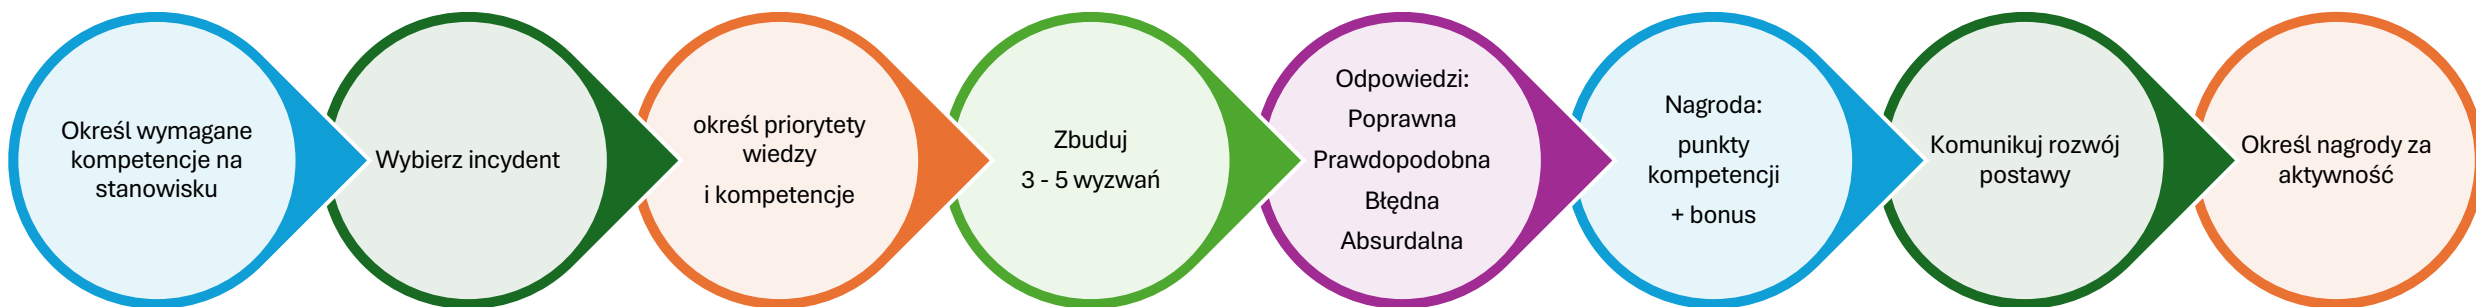 Określ wymagane
kompetencje na
stanowisku
Wybierz incydent
określ priorytety
wiedzy
i kompetencje
Zbuduj
3 - 5 wyzwań
Odpowiedzi:
Poprawna
Prawdopodobna
Błędna
Absurdalna
Nagroda:
punkty
kompetencji
+ bonus
Komunikuj rozwój
postawy
Określ nagrody za
aktywność